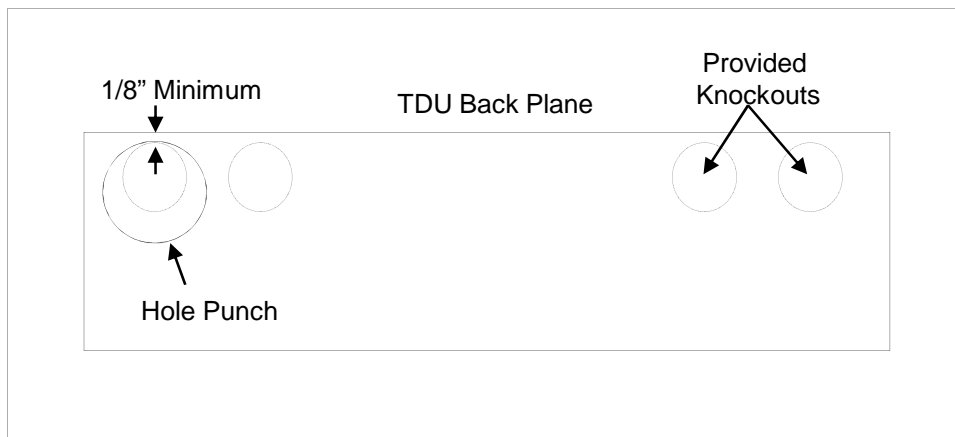 1/8” Minimum
TDU Back Plane
Provided
Knockouts
Hole Punch